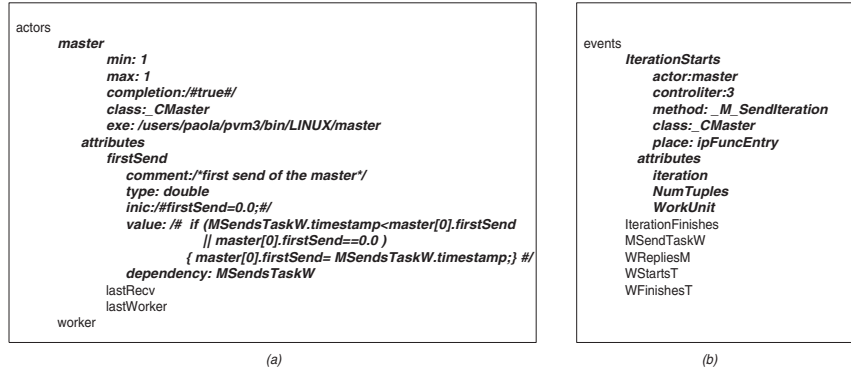 actors
master
min: 1
max: 1
completion:/#true#/
class:_CMaster
exe: /users/paola/pvm3/bin/LINUX/master
attributes
firstSend
comment:/*first send of the master*/
type: double
inic:/#firstSend=0.0;#/
value: /# if (MSendsTaskW.timestamp<master[0].firstSend
|| master[0].firstSend==0.0 )
{ master[0].firstSend= MSendsTaskW.timestamp;} #/
dependency: MSendsTaskW
lastRecv
lastWorker
worker
(a)
events
IterationStarts
actor:master
controliter:3
method: _M_SendIteration
class:_CMaster
place: ipFuncEntry
attributes
iteration
NumTuples
WorkUnit
IterationFinishes
MSendTaskW
WRepliesM
WStartsT
WFinishesT
(b)